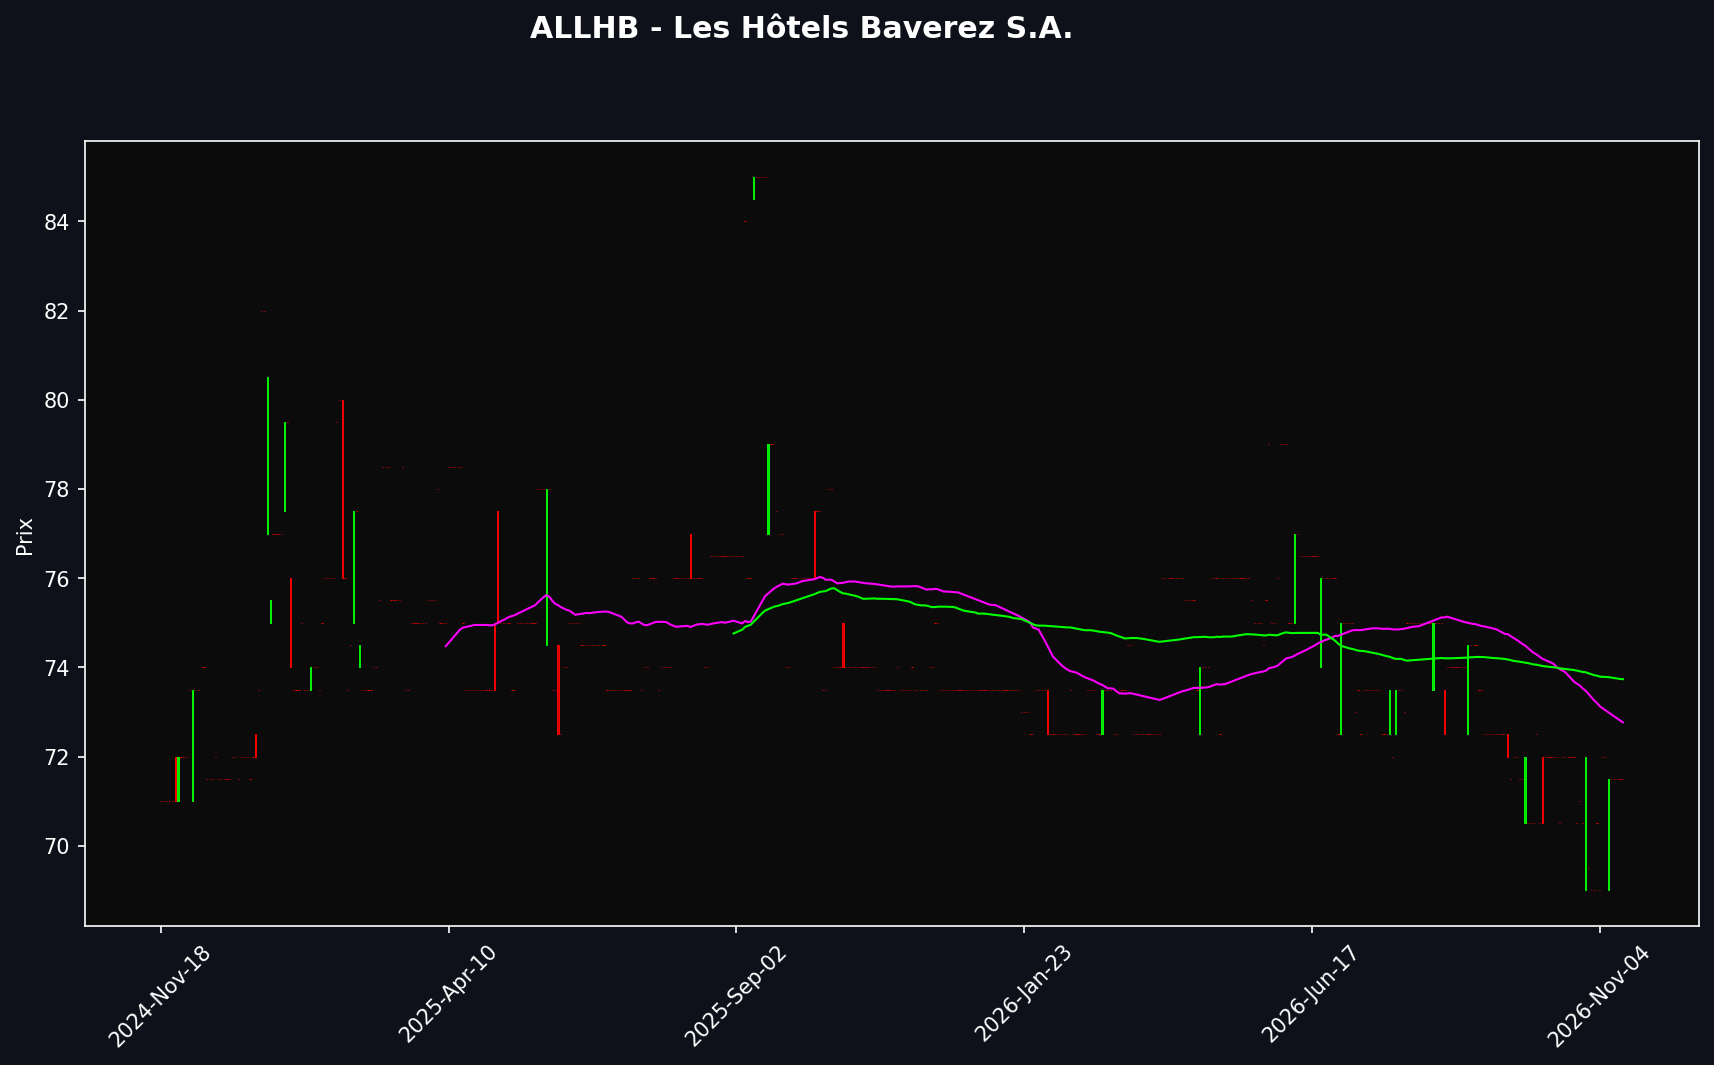 ALLHB - Les Hôtels Baverez S.A.
Prix
84
82
80
78
76
74
72
70
2024-Nov-18
2025-Apr-10
2025-Sep-02
2026-Jan-23
2026-Jun-17
2026-Nov-04